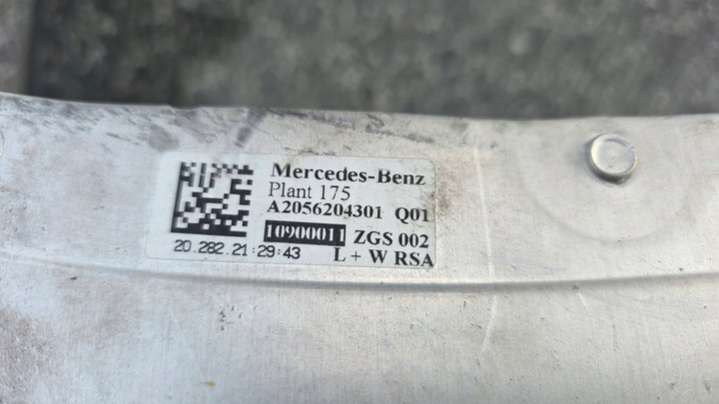 Mercedes-Benz
Plant 175
A2056204301 Q01
10900011 ZGS 002
20.282.21:29:43 L + W RSA